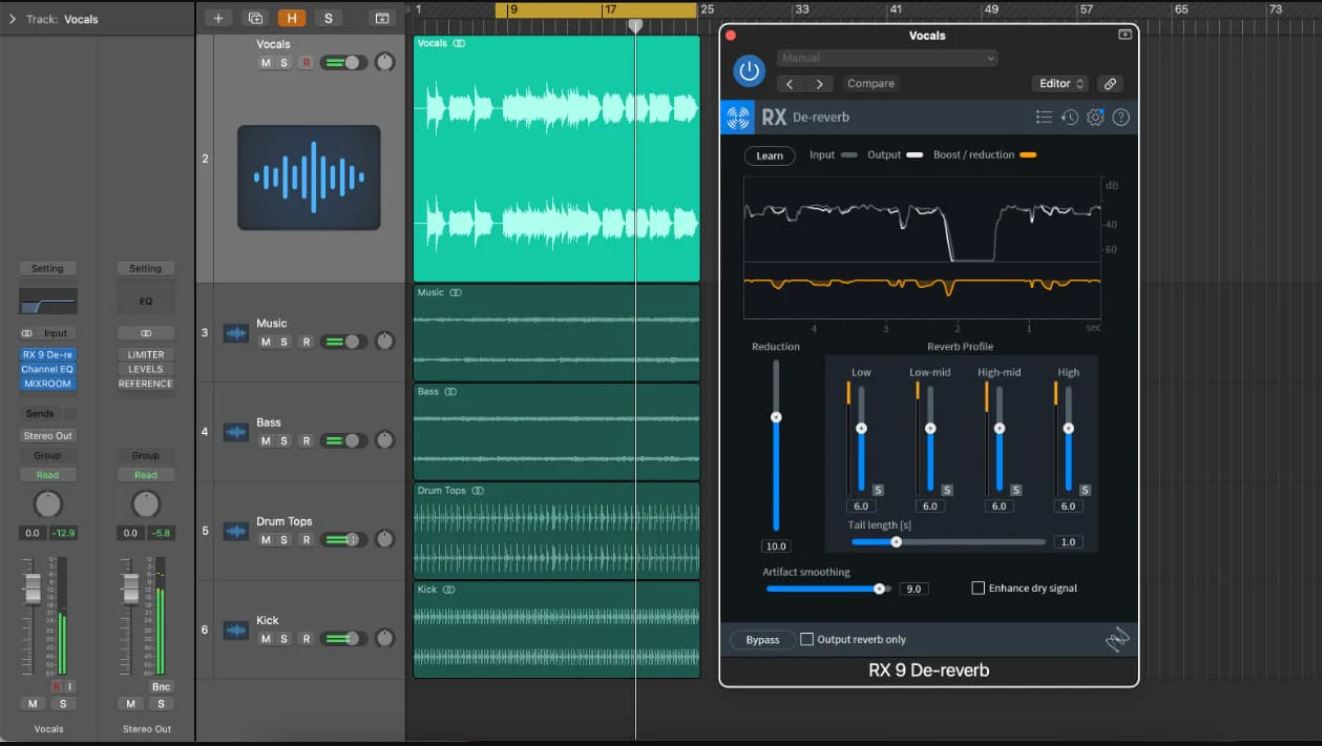 Track: Vocals
Setting
Setting
EQ
Input
RX 9 De-re
LIMITER
Channel EQ
LEVELS
MIXROOM
REFERENCE
Sends
Stereo Out
Group
Group
Read
Read
0.0
-12.9
0.0
-5.8
R I
Bnc
M S
M S
Vocals
Stereo Out
+
H
S
1
9
17
25
33
41
49
57
65
73
2
Vocals
M S R
3
Music
M S R
4
Bass
M S R
5
Drum Tops
M S R
6
Kick
M S R
Vocals
Music
Bass
Drum Tops
Kick
Vocals
Manual
Compare
Editor
RX De-reverb
Learn
Input
Output
Boost / reduction
dB
-40
-60
4
3
2
1
sec
Reduction
Reverb Profile
Low
Low-mid
High-mid
High
S
S
S
S
6.0
6.0
6.0
6.0
Tail length [s]
10.0
1.0
Artifact smoothing
9.0
Enhance dry signal
Bypass
Output reverb only
RX 9 De-reverb